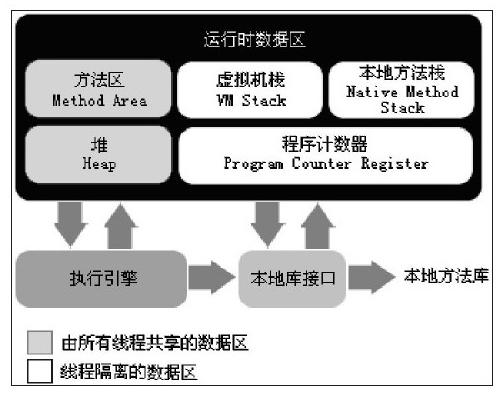 运行时数据区
方法区
Method Area
虚拟机栈
VM Stack
本地方法栈
Native Method
Stack
堆
Heap
程序计数器
Program Counter Register
执行引擎
本地库接口
本地方法库
由所有线程共享的数据区
线程隔离的数据区